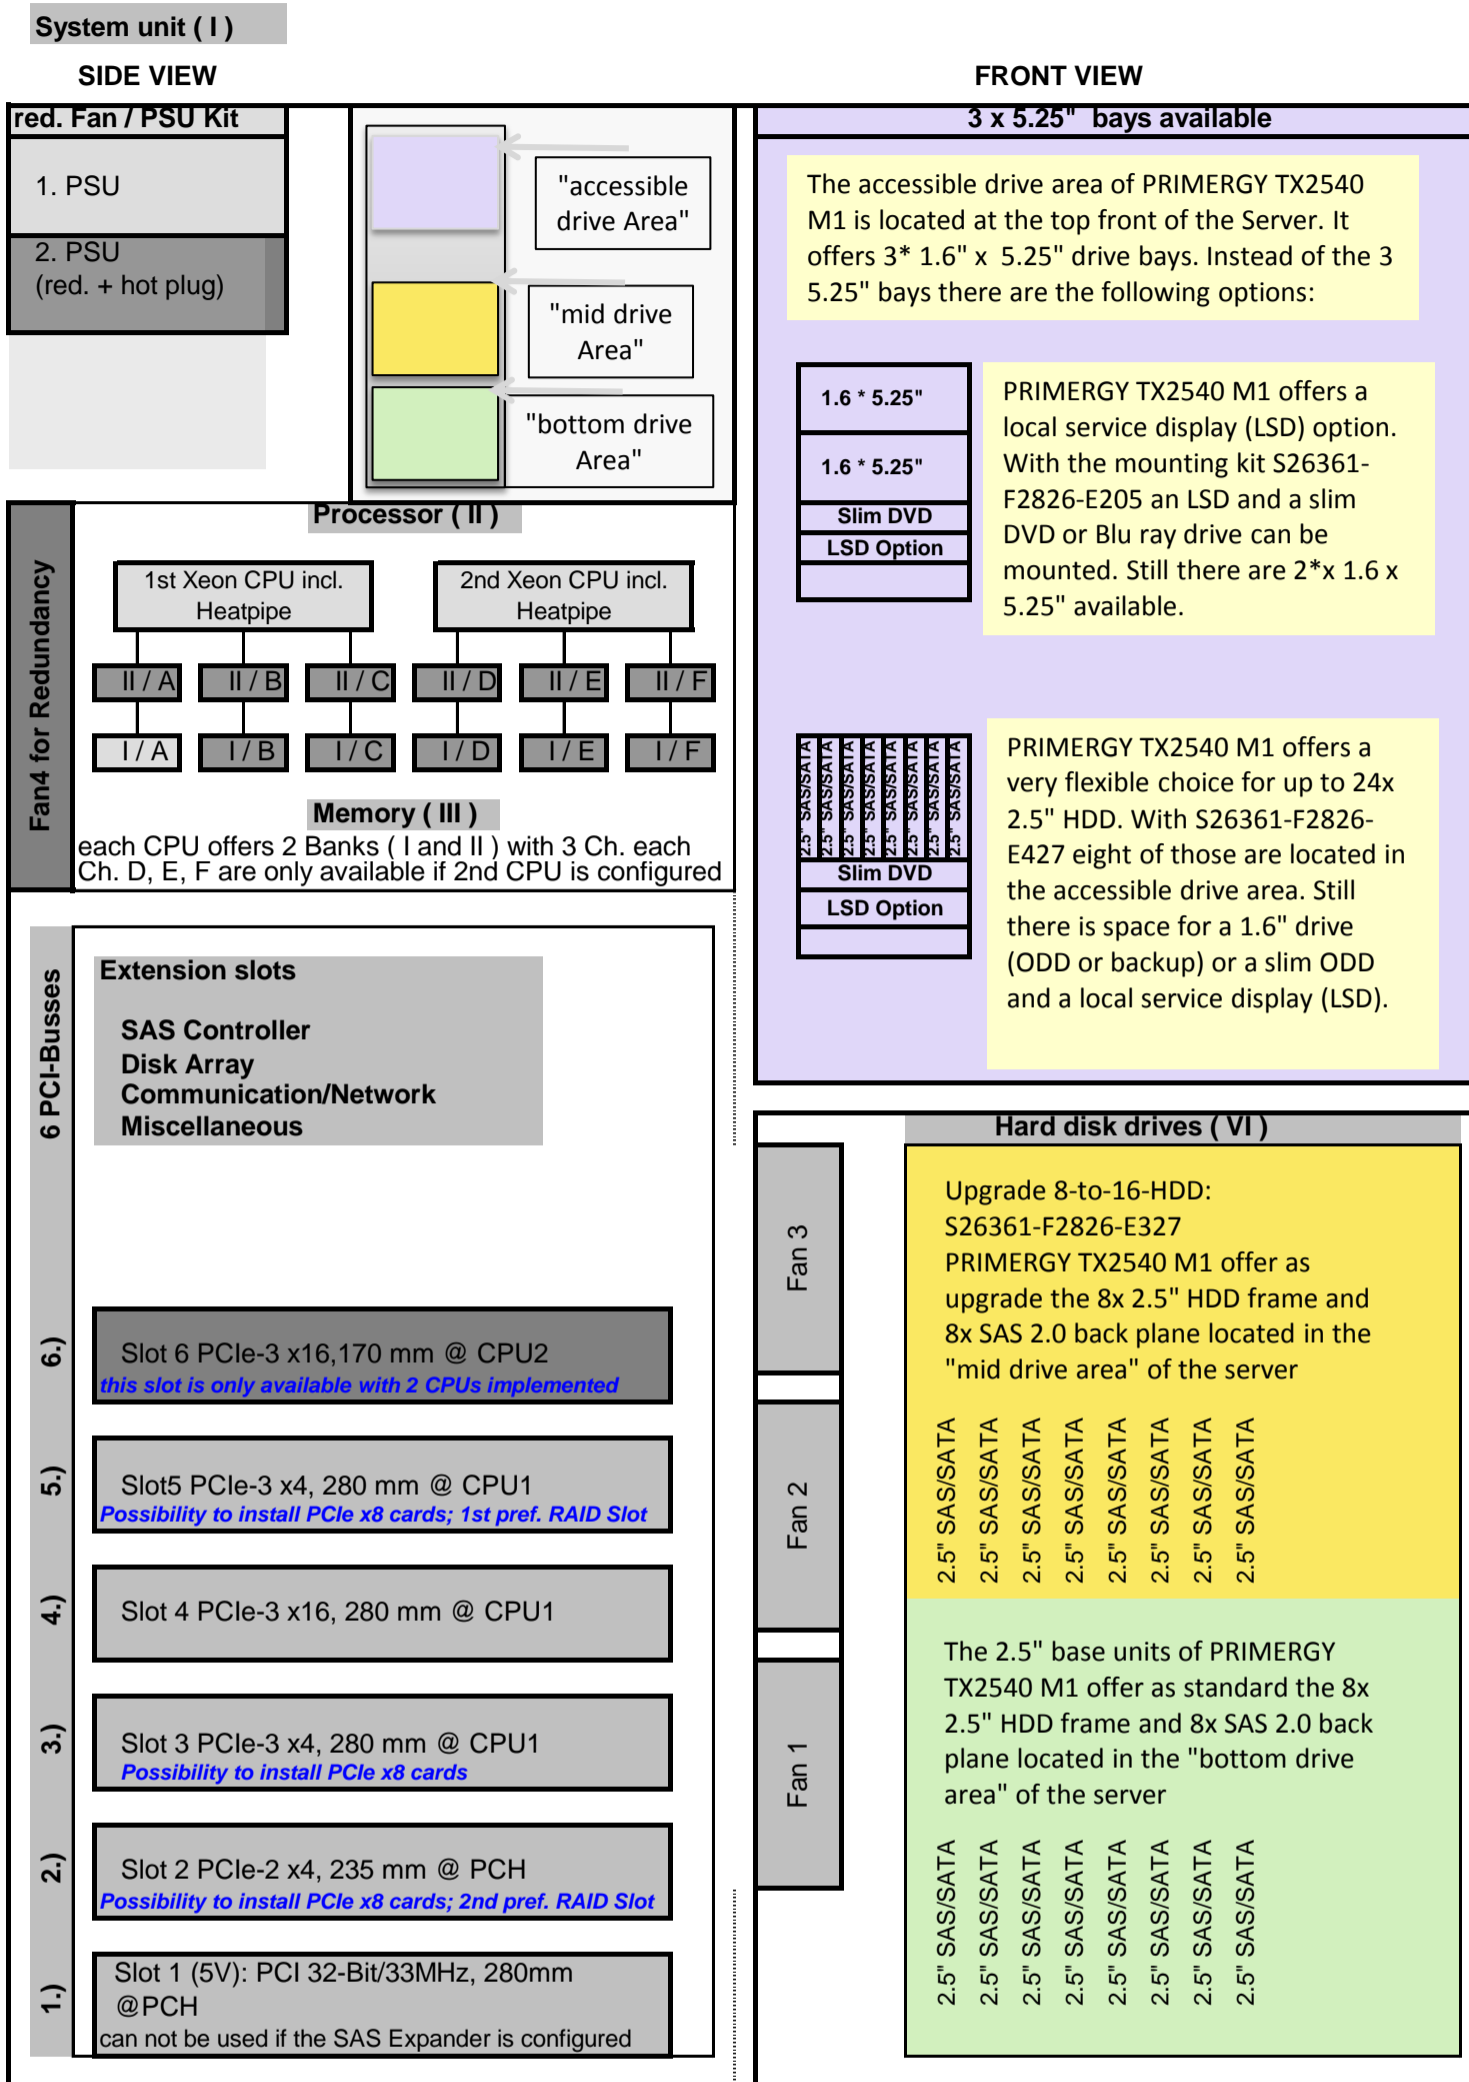 System unit ( I )
SIDE VIEW
FRONT VIEW
red. Fan / PSU Kit
1. PSU
2. PSU
(red. + hot plug)
"accessible
drive Area"
"mid drive
Area"
"bottom drive
Area"
3 x 5.25"  bays available
The accessible drive area of PRIMERGY TX2540
M1 is located at the top front of the Server. It
offers 3* 1.6" x  5.25" drive bays. Instead of the 3
5.25" bays there are the following options:
1.6 * 5.25"
1.6 * 5.25"
Slim DVD
LSD Option
PRIMERGY TX2540 M1 offers a
local service display (LSD) option.
With the mounting kit S26361-
F2826-E205 an LSD and a slim
DVD or Blu ray drive can be
mounted. Still there are 2*x 1.6 x
5.25" available.
2.5" SAS/SATA
2.5" SAS/SATA
2.5" SAS/SATA
2.5" SAS/SATA
2.5" SAS/SATA
2.5" SAS/SATA
2.5" SAS/SATA
2.5" SAS/SATA
Slim DVD
LSD Option
PRIMERGY TX2540 M1 offers a
very flexible choice for up to 24x
2.5" HDD. With S26361-F2826-
E427 eight of those are located in
the accessible drive area. Still
there is space for a 1.6" drive
(ODD or backup) or a slim ODD
and a local service display (LSD).
Fan4 for Redundancy
Processor ( II )
1st Xeon CPU incl.
Heatpipe
2nd Xeon CPU incl.
Heatpipe
II / A
II / B
II / C
II / D
II / E
II / F
I / A
I / B
I / C
I / D
I / E
I / F
Memory ( III )
each CPU offers 2 Banks ( I and II ) with 3 Ch. each
Ch. D, E, F are only available if 2nd CPU is configured
6 PCI-Busses
Extension slots
SAS Controller
Disk Array
Communication/Network
Miscellaneous
6.)
Slot 6 PCIe-3 x16,170 mm @ CPU2
this slot is only available with 2 CPUs implemented
5.)
Slot5 PCIe-3 x4, 280 mm @ CPU1
Possibility to install PCIe x8 cards; 1st pref. RAID Slot
4.)
Slot 4 PCIe-3 x16, 280 mm @ CPU1
3.)
Slot 3 PCIe-3 x4, 280 mm @ CPU1
Possibility to install PCIe x8 cards
2.)
Slot 2 PCIe-2 x4, 235 mm @ PCH
Possibility to install PCIe x8 cards; 2nd pref. RAID Slot
1.)
Slot 1 (5V): PCI 32-Bit/33MHz, 280mm
@PCH
can not be used if the SAS Expander is configured
Fan 3
Fan 2
Fan 1
Hard disk drives ( VI )
Upgrade 8-to-16-HDD:
S26361-F2826-E327
PRIMERGY TX2540 M1 offer as
upgrade the 8x 2.5" HDD frame and
8x SAS 2.0 back plane located in the
"mid drive area" of the server
2.5" SAS/SATA
2.5" SAS/SATA
2.5" SAS/SATA
2.5" SAS/SATA
2.5" SAS/SATA
2.5" SAS/SATA
2.5" SAS/SATA
2.5" SAS/SATA
The 2.5" base units of PRIMERGY
TX2540 M1 offer as standard the 8x
2.5" HDD frame and 8x SAS 2.0 back
plane located in the "bottom drive
area" of the server
2.5" SAS/SATA
2.5" SAS/SATA
2.5" SAS/SATA
2.5" SAS/SATA
2.5" SAS/SATA
2.5" SAS/SATA
2.5" SAS/SATA
2.5" SAS/SATA